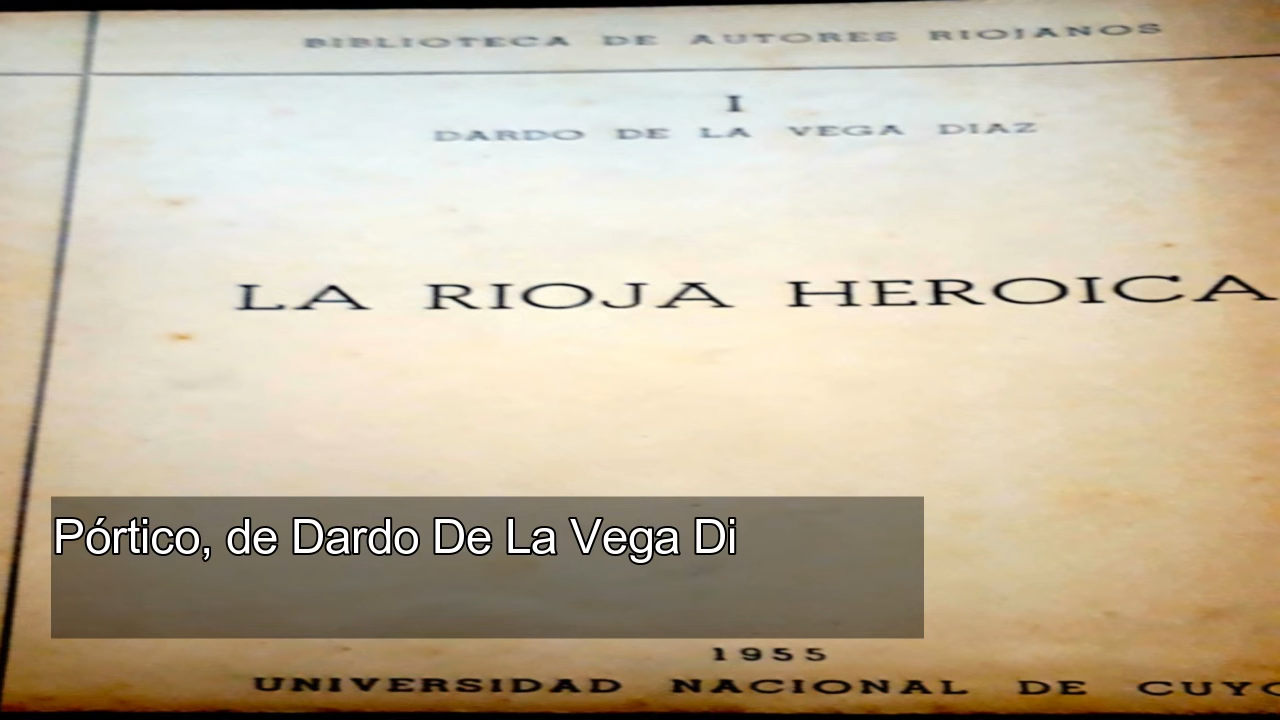 BIBLIOTECA DE AUTORES RIOJANOS
I
DARDO DE LA VEGA DIAZ
LA RIOJA HEROICA
Pórtico, de Dardo De La Vega Di
1955
UNIVERSIDAD NACIONAL DE CUYO